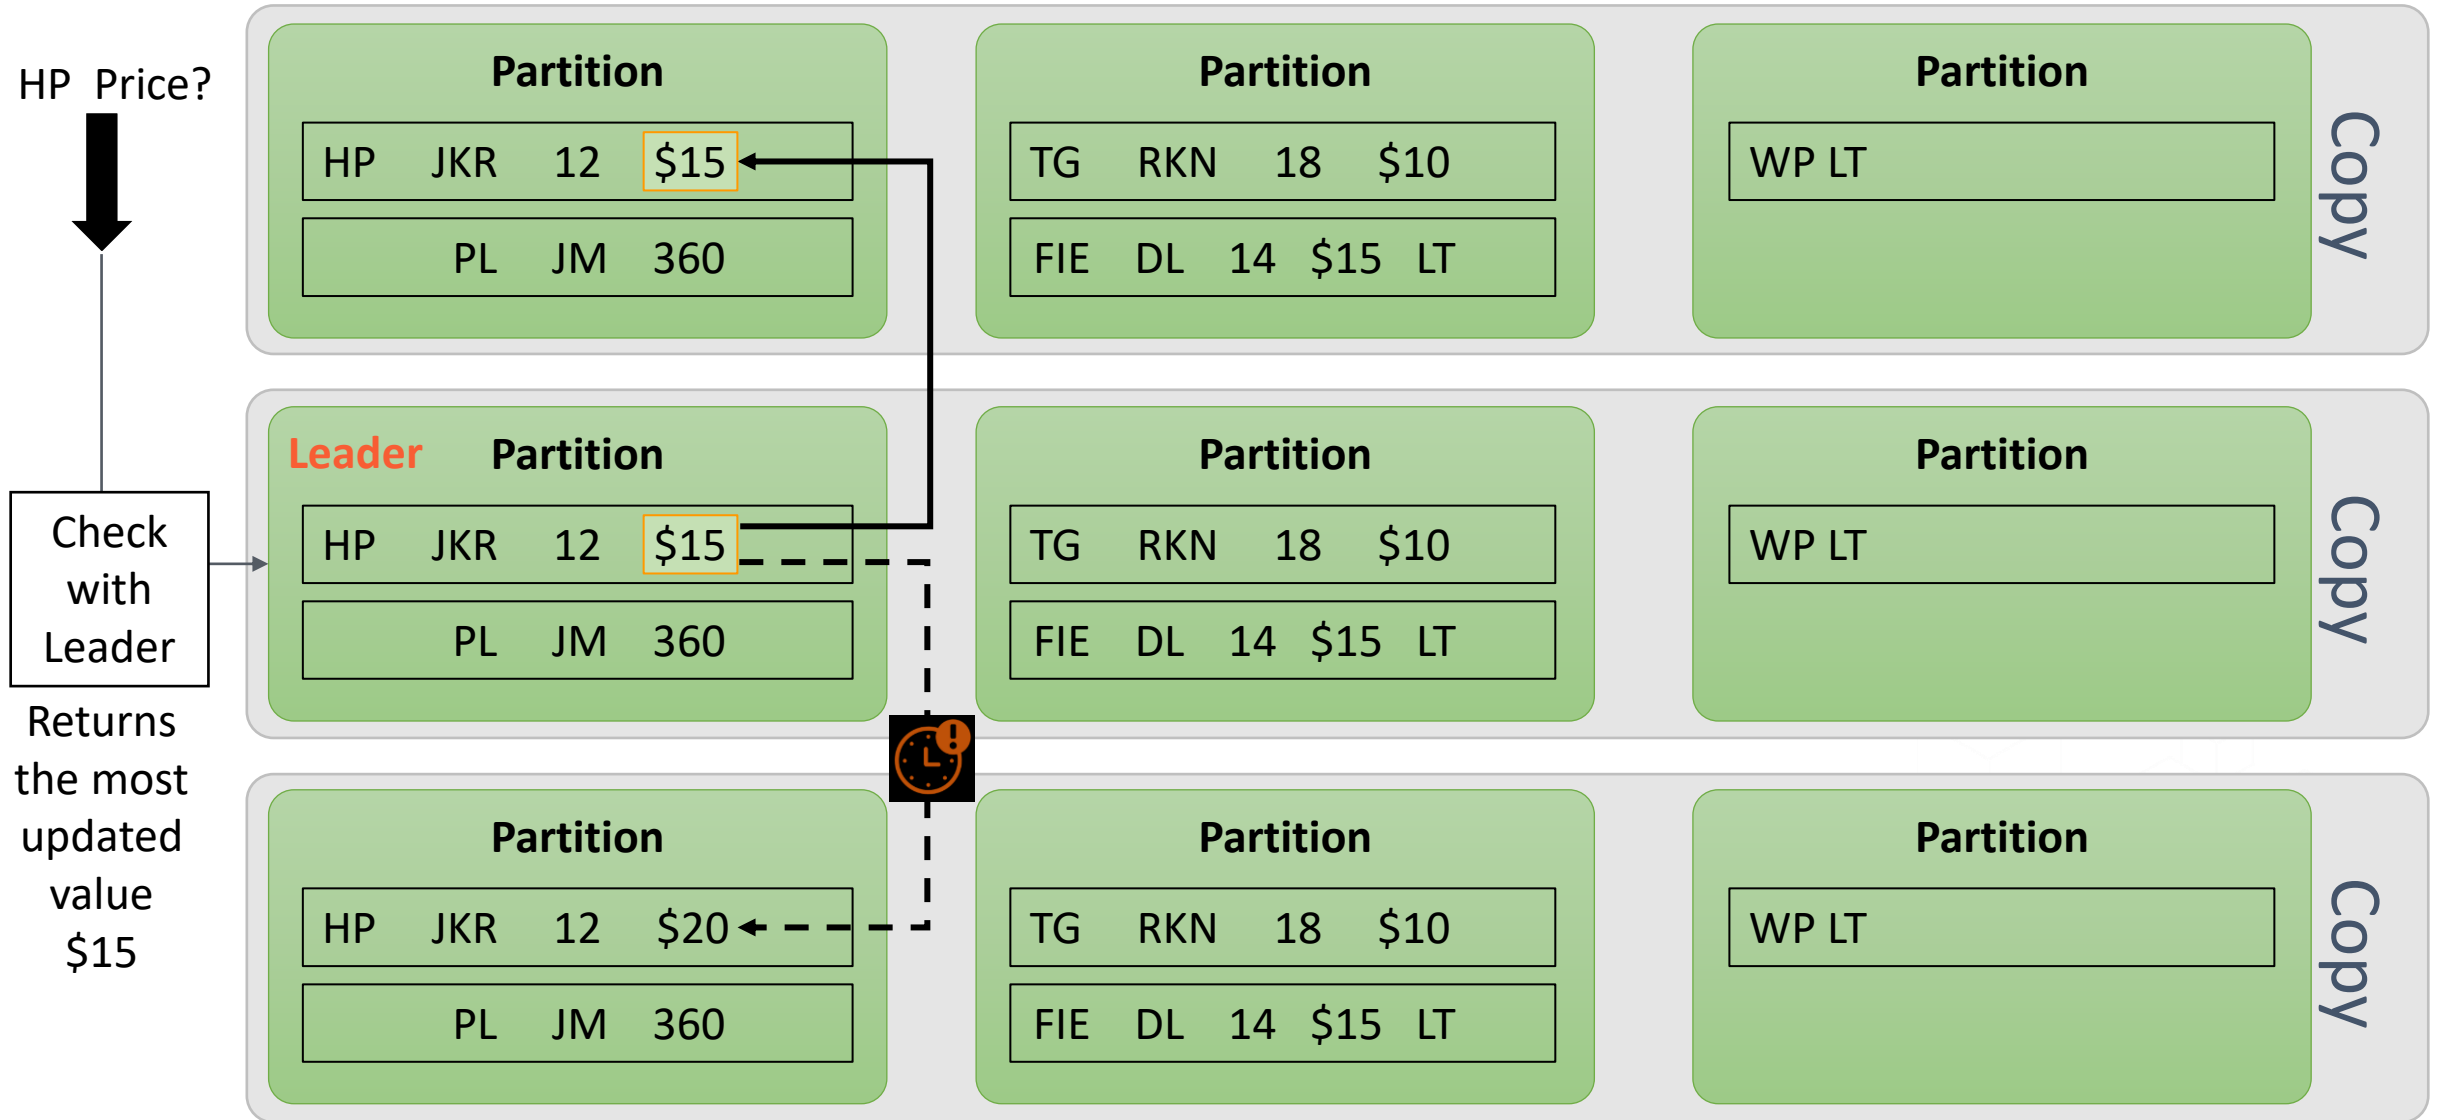 HP Price?
Partition
HP JKR 12 $15
PL JM 360
Partition
TG RKN 18 $10
FIE DL 14 $15 LT
Partition
WP LT
Copy
Check
with
Leader
Returns
the most
updated
value
$15
Leader Partition
HP JKR 12 $15
PL JM 360
Partition
TG RKN 18 $10
FIE DL 14 $15 LT
Partition
WP LT
Copy
Partition
HP JKR 12 $20
PL JM 360
Partition
TG RKN 18 $10
FIE DL 14 $15 LT
Partition
WP LT
Copy